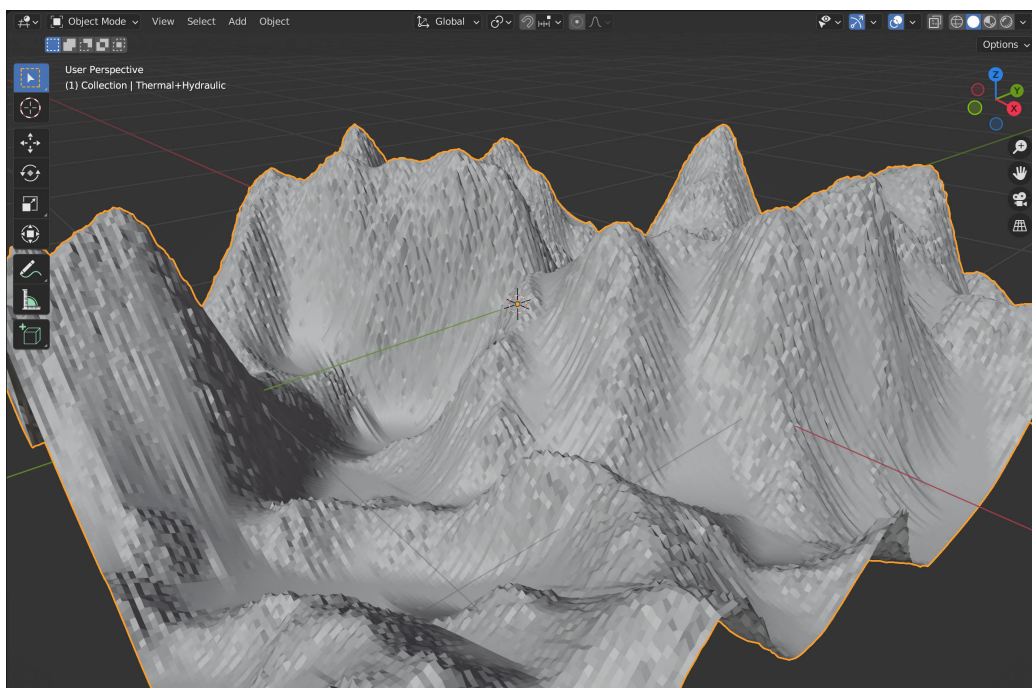 Object Mode View Select Add Object Global
Options
User Perspective
(1) Collection | Thermal+Hydraulic
Z
Y
X